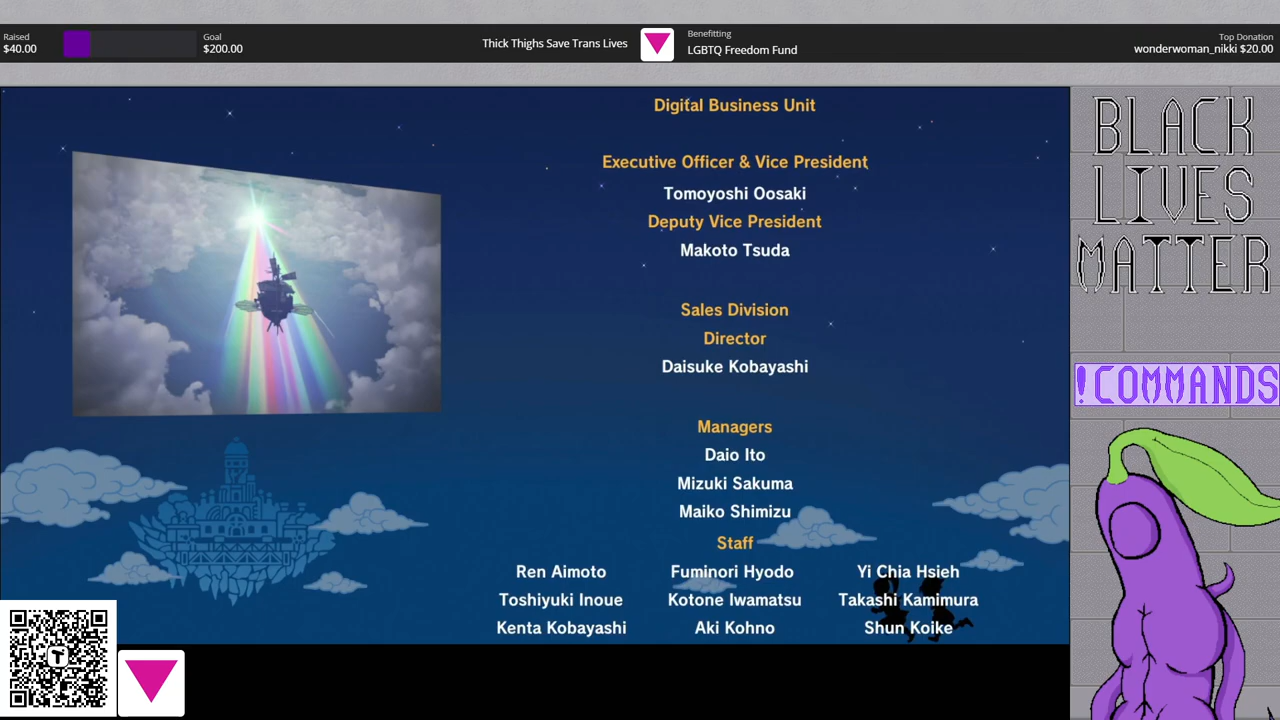 Raised
$40.00
Goal
$200.00
Thick Thighs Save Trans Lives
Benefitting
LGBTQ Freedom Fund
Top Donation
wonderwoman_nikki $20.00
Digital Business Unit
Executive Officer & Vice President
Tomoyoshi Oosaki
Deputy Vice President
Makoto Tsuda
Sales Division
Director
Daisuke Kobayashi
Managers
Daio Ito
Mizuki Sakuma
Maiko Shimizu
Staff
Ren Aimoto Fuminori Hyodo Yi Chia Hsieh
Toshiyuki Inoue Kotone Iwamatsu Takashi Kamimura
Kenta Kobayashi Aki Kohno Shun Koike
BLACK
LIVES
MATTER
!COMMANDS
T